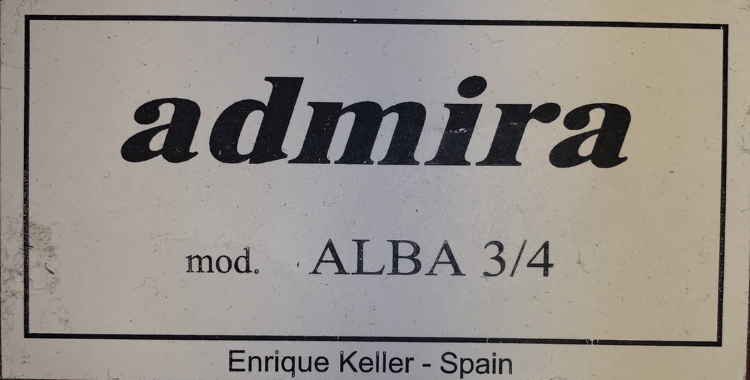 admira
mod. ALBA 3/4
Enrique Keller - Spain